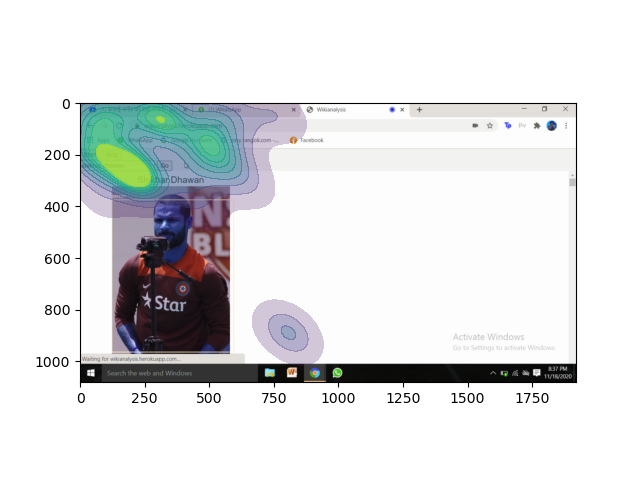 WhatsApp
Wikianalysis
Facebook
Go
Dhawan
Star
Activate Windows
Go to Settings to activate Windows.
Waiting for wikianalysis.herokuapp.com...
Search the web and Windows
8:37 PM
11/18/2020
0
200
400
600
800
1000
0 250 500 750 1000 1250 1500 1750